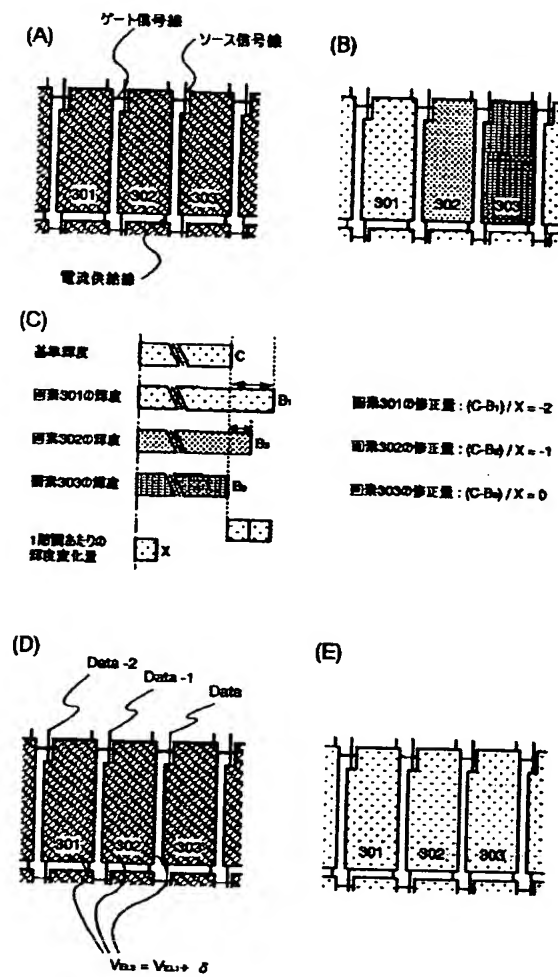 (A)
ゲート信号線
ソース信号線
301
302
303
電流供給線
(B)
301
302
303
(C)
基準輝度
C
画素301の輝度
B₁
画素302の輝度
B₂
画素303の輝度
B₃
1階調あたりの
輝度変化量
X
画素301の修正量 : (C-B₁) / X = -2
画素302の修正量 : (C-B₂) / X = -1
画素303の修正量 : (C-B₃) / X = 0
(D)
Data -2
Data -1
Data
301
302
303
V_EL2 = V_EL1 + δ
(E)
301
302
303